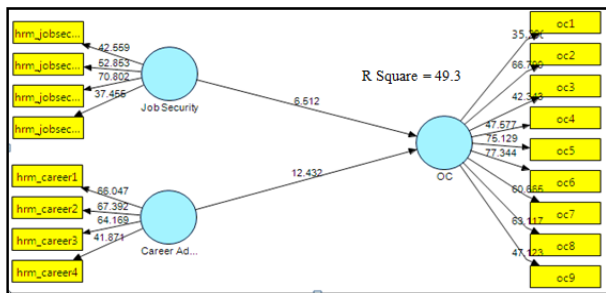 hrm_jobsec...
hrm_jobsec...
hrm_jobsec...
hrm_jobsec...
42.559
52.853
70.802
37.455
Job Security
6.512
R Square = 49.3
hrm_career1
hrm_career2
hrm_career3
hrm_career4
66.047
67.392
64.169
41.871
Career Ad...
12.432
OC
42.343
47.577
75.129
77.344
60.665
63.117
47.123
oc1
oc2
oc3
oc4
oc5
oc6
oc7
oc8
oc9